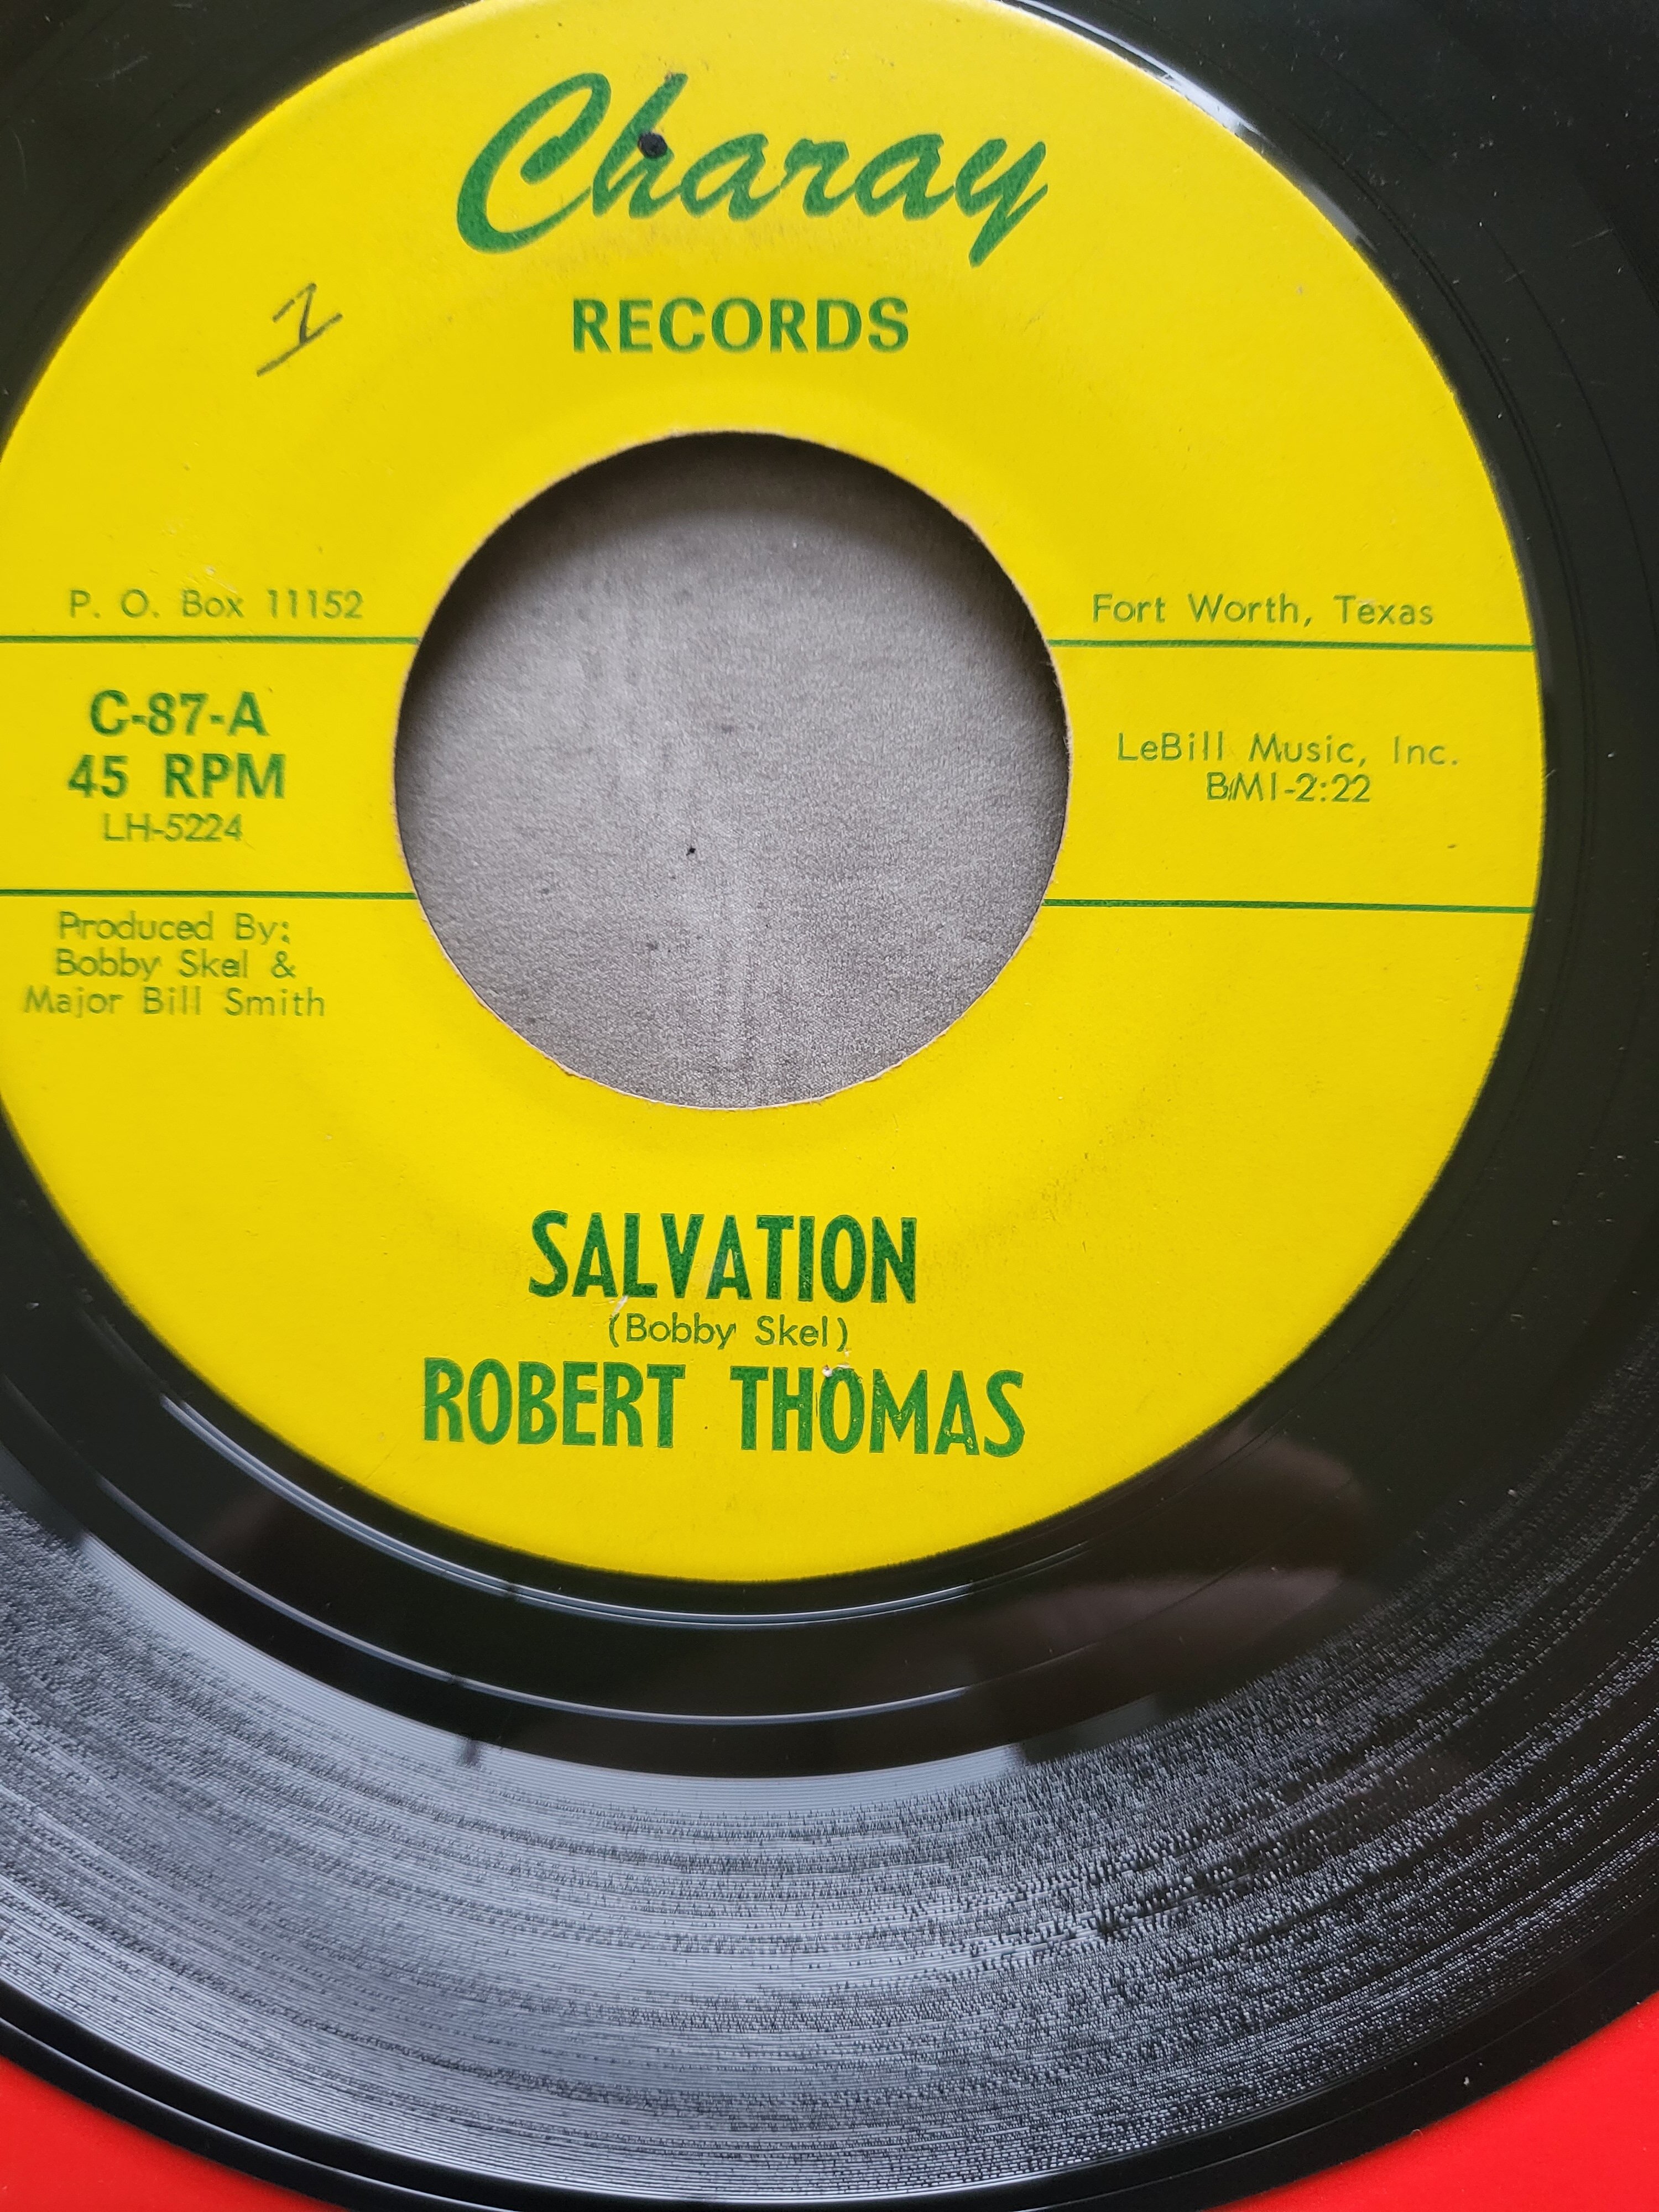 Charay
RECORDS
P. O. Box 11152
Fort Worth, Texas
C-87-A
45 RPM
LH-5224
LeBill Music, Inc.
BMI-2:22
Produced By:
Bobby Skel &
Major Bill Smith
SALVATION
(Bobby Skel)
ROBERT THOMAS